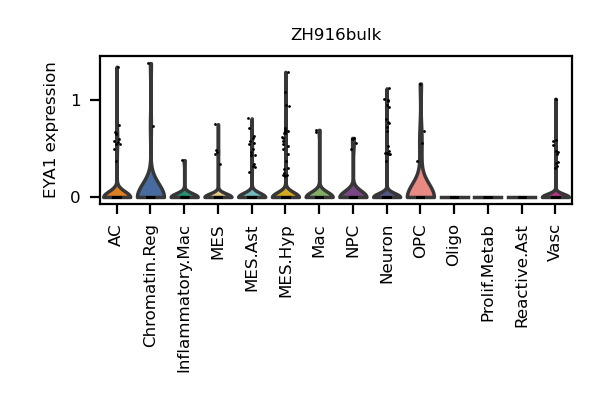 ZH916bulk
EYA1 expression
1
0
AC
Chromatin.Reg
Inflammatory.Mac
MES
MES.Ast
MES.Hyp
Mac
NPC
Neuron
OPC
Oligo
Prolif.Metab
Reactive.Ast
Vasc